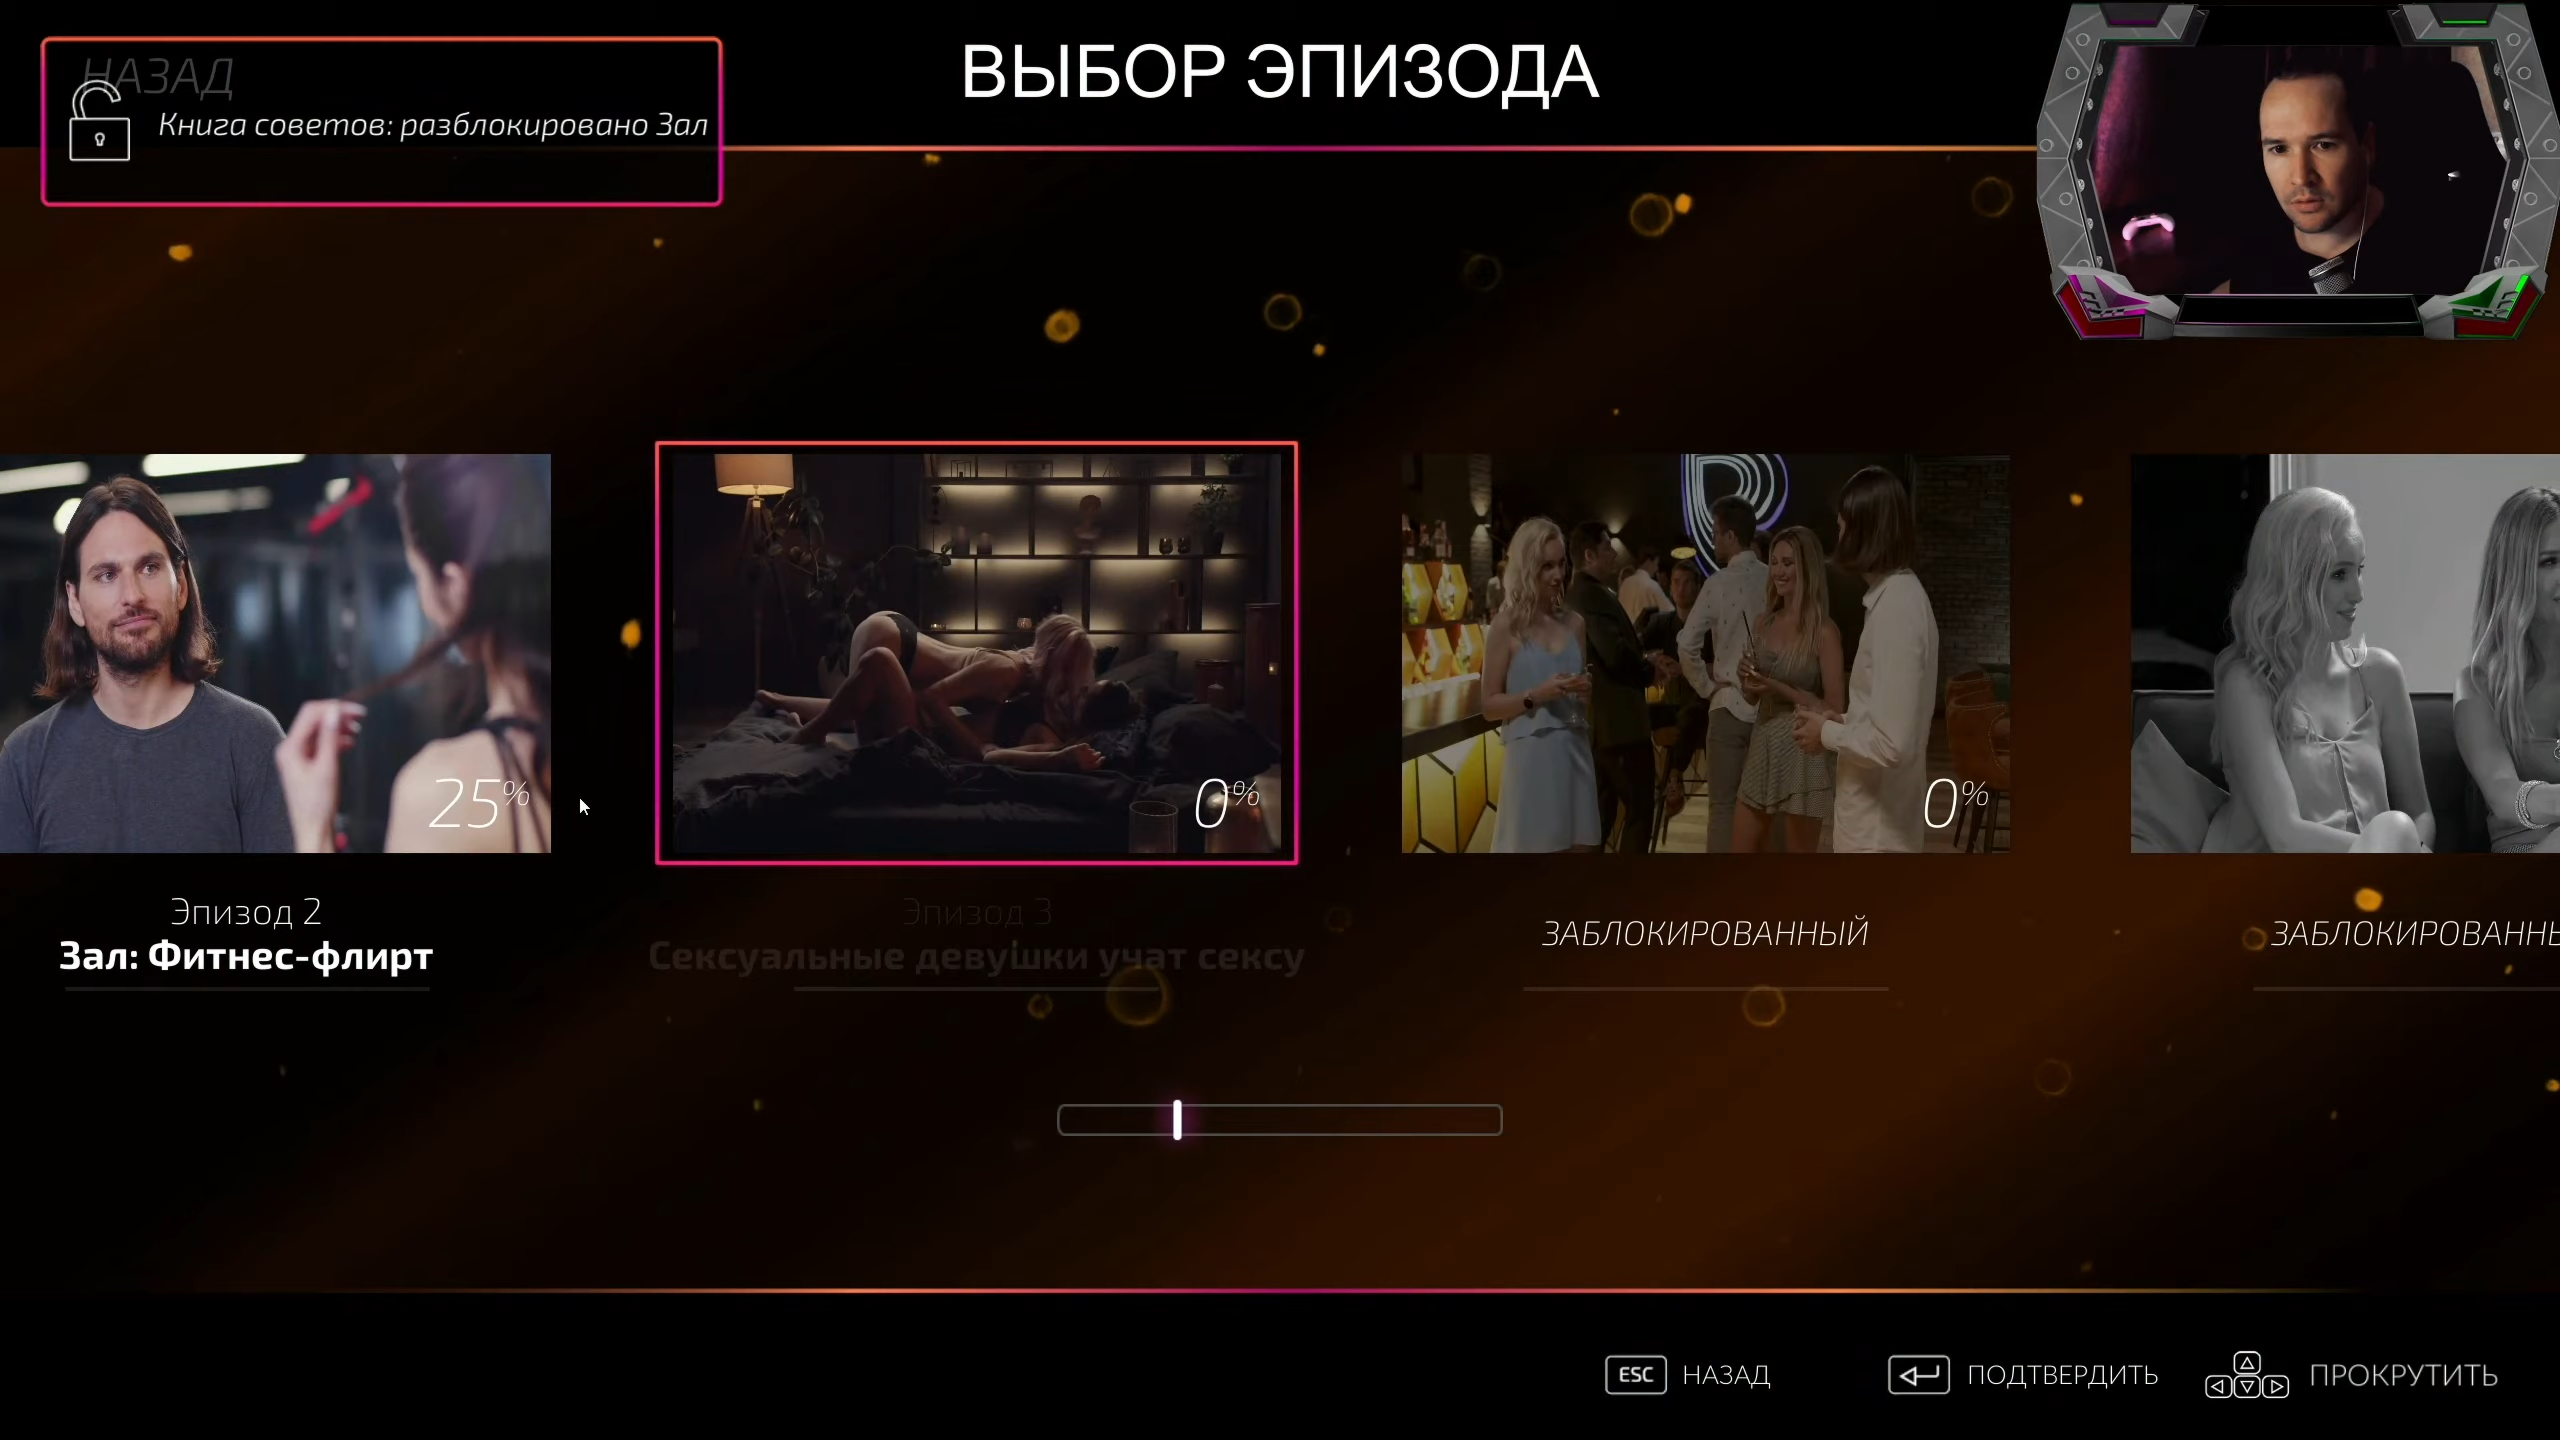 НАЗАД
Книга советов: разблокировано Зал
ВЫБОР ЭПИЗОДА
25%
0%
0%
Эпизод 2
Зал: Фитнес-флирт
Эпизод 3
Сексуальные девушки учат сексу
ЗАБЛОКИРОВАННЫЙ
ЗАБЛОКИРОВАННЫ
ESC НАЗАД
ПОДТВЕРДИТЬ
ПРОКРУТИТЬ